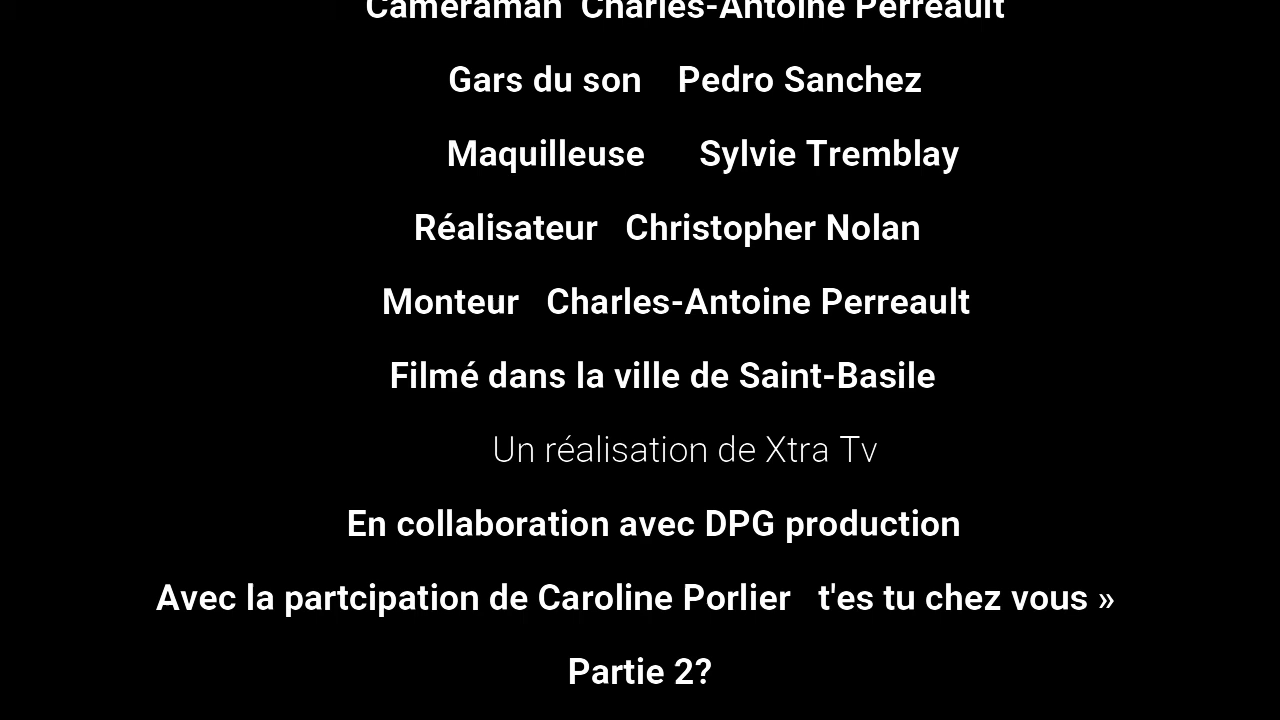 Cameraman Charles-Antoine Perreault
Gars du son Pedro Sanchez
Maquilleuse Sylvie Tremblay
Réalisateur Christopher Nolan
Monteur Charles-Antoine Perreault
Filmé dans la ville de Saint-Basile
Un réalisation de Xtra Tv
En collaboration avec DPG production
Avec la partcipation de Caroline Porlier t'es tu chez vous »
Partie 2?